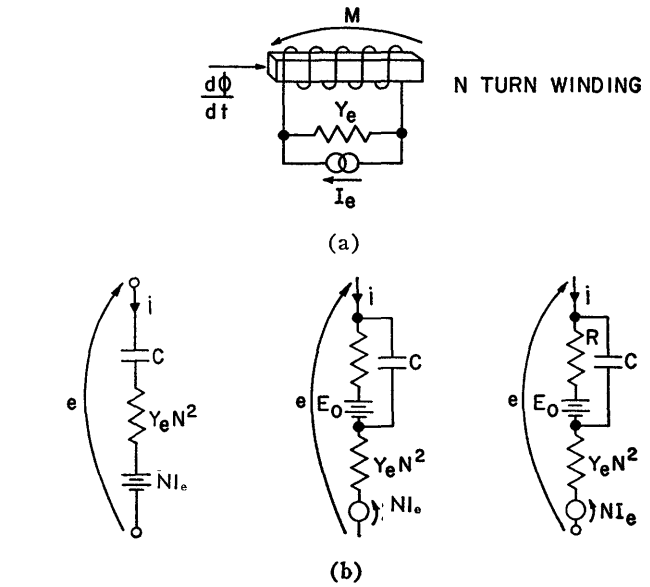 M
dϕ
dt
N TURN WINDING
Ye
Ie
(a)
e
i
C
YeN²
NIe
e
i
C
E₀
YeN²
NIe
e
i
R
C
E₀
YeN²
NIe
(b)